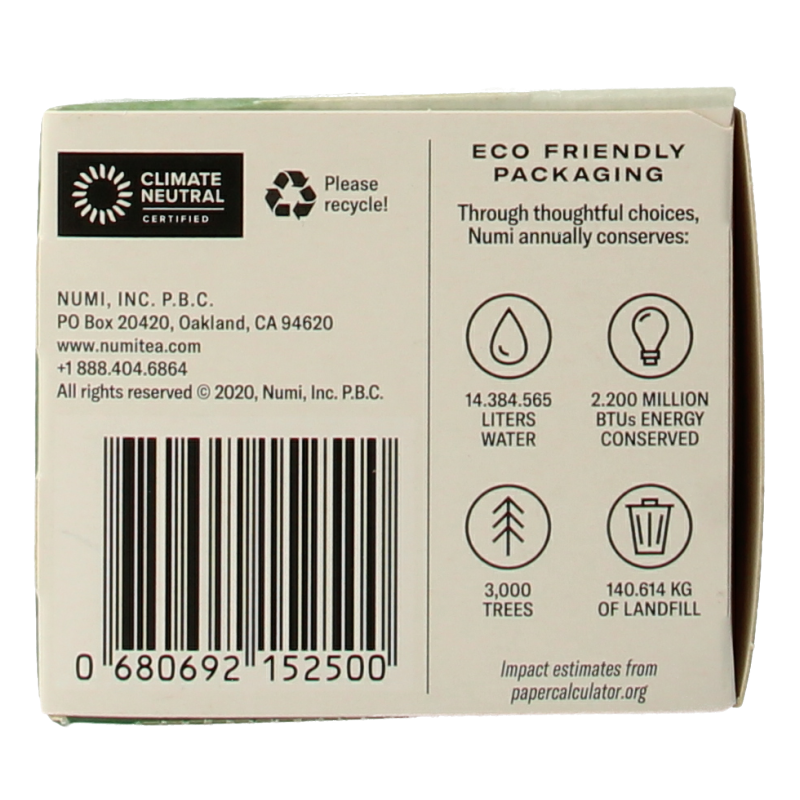 CLIMATE
NEUTRAL
CERTIFIED
Please
recycle!
NUMI, INC. P.B.C.
PO Box 20420, Oakland, CA 94620
www.numitea.com
+1 888.404.6864
All rights reserved © 2020, Numi, Inc. P.B.C.
0 680692 152500
ECO FRIENDLY
PACKAGING
Through thoughtful choices,
Numi annually conserves:
14.384.565
LITERS
WATER
2.200 MILLION
BTUs ENERGY
CONSERVED
3,000
TREES
140.614 KG
OF LANDFILL
Impact estimates from
papercalculator.org